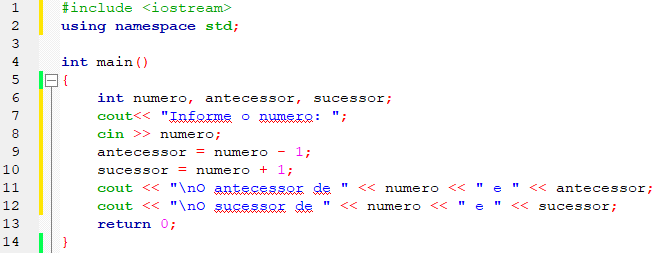 1 #include <iostream>
2 using namespace std;
3
4 int main()
5 {
6 int numero, antecessor, sucessor;
7 cout<< "Informe o numero: ";
8 cin >> numero;
9 antecessor = numero - 1;
10 sucessor = numero + 1;
11 cout << "\nO antecessor de " << numero << " e " << antecessor;
12 cout << "\nO sucessor de " << numero << " e " << sucessor;
13 return 0;
14 }